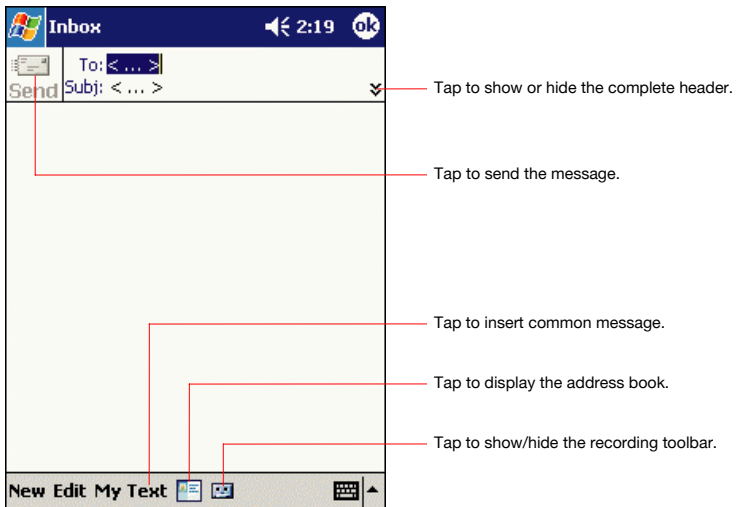 Inbox 2:19 ok
To: < ... >
Send Subj: < ... >
Tap to show or hide the complete header.
Tap to send the message.
Tap to insert common message.
Tap to display the address book.
Tap to show/hide the recording toolbar.
New Edit My Text